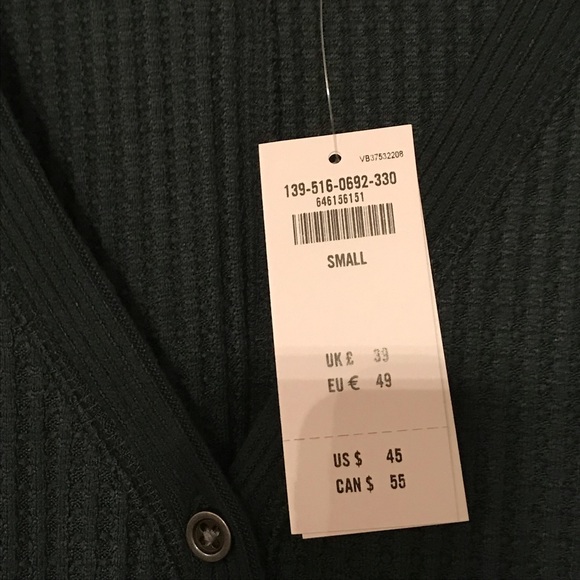 VB37532208
139-516-0692-330
646156151
SMALL
UK £ 39
EU € 49
US $ 45
CAN $ 55